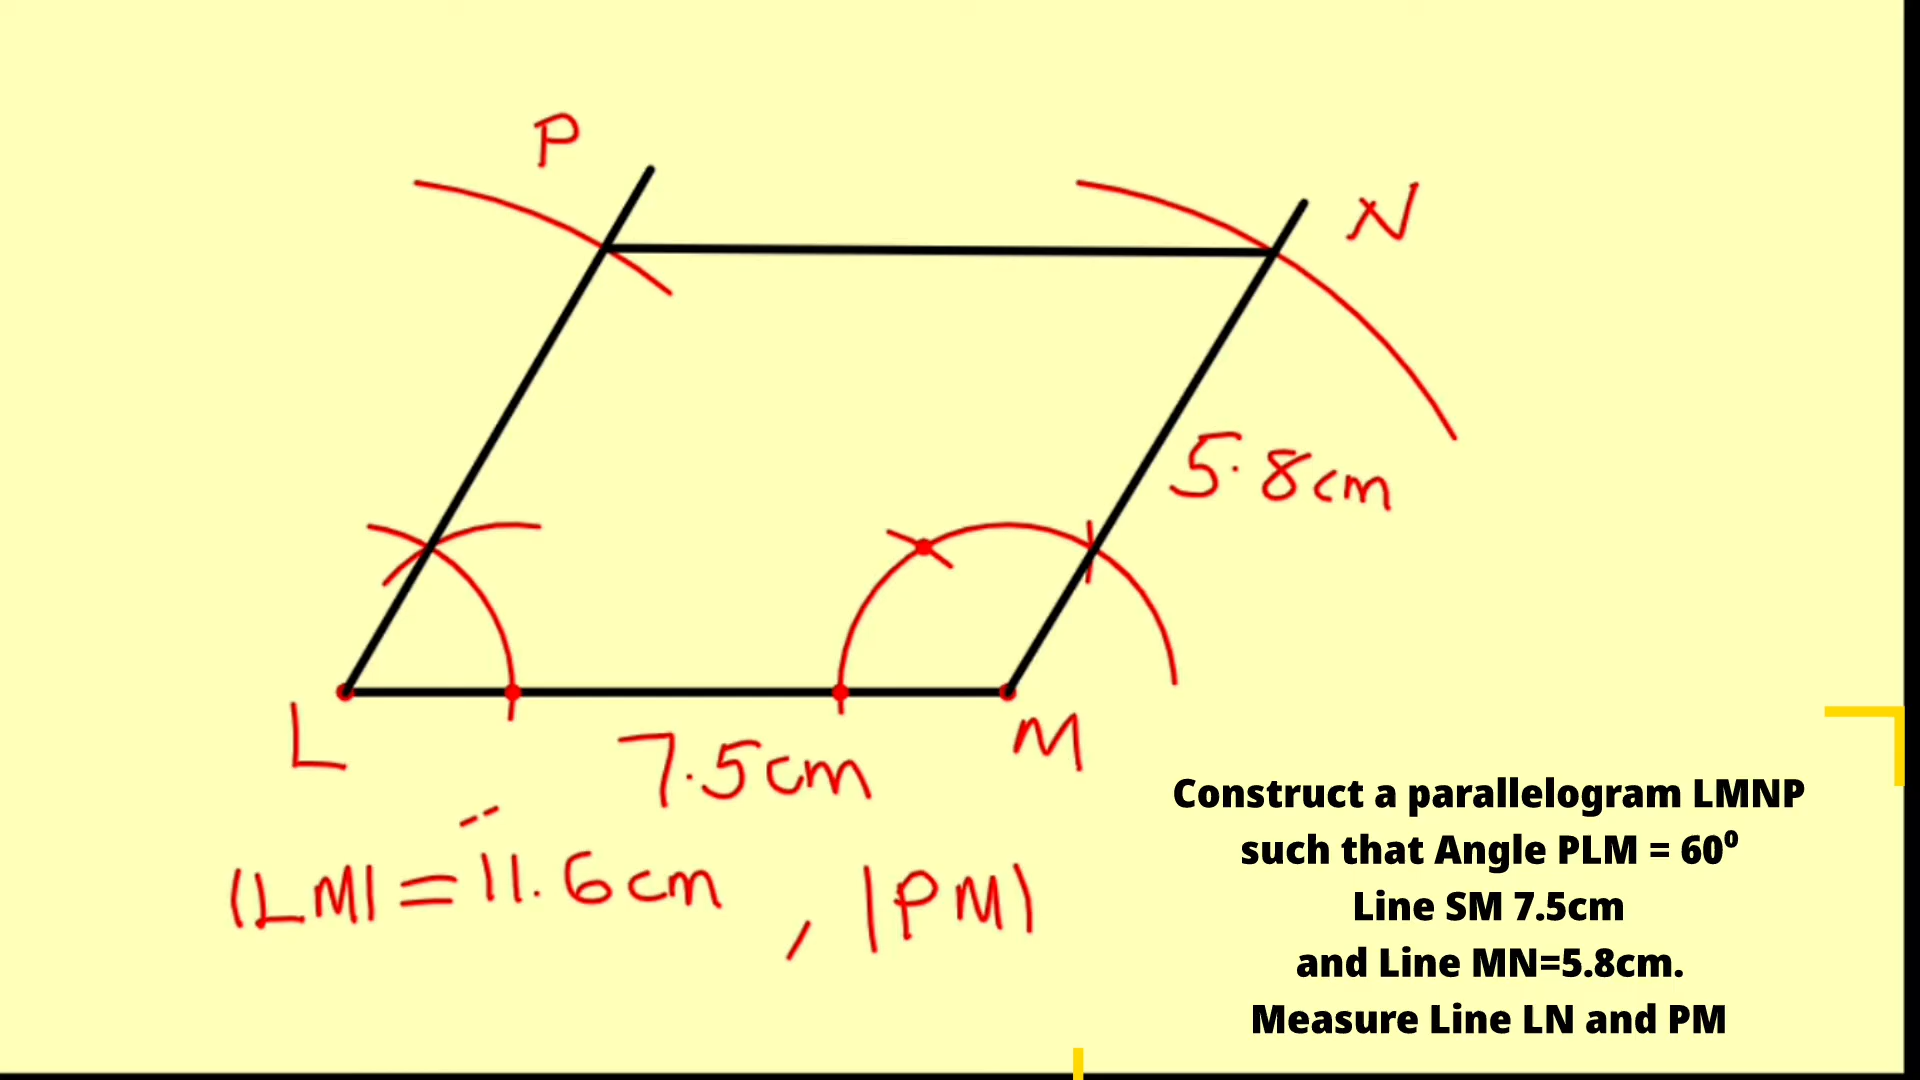 P
N
5.8cm
L
M
7.5cm
|LM| = 11.6cm , |PM|
Construct a parallelogram LMNP
such that Angle PLM = 60⁰
Line SM 7.5cm
and Line MN=5.8cm.
Measure Line LN and PM